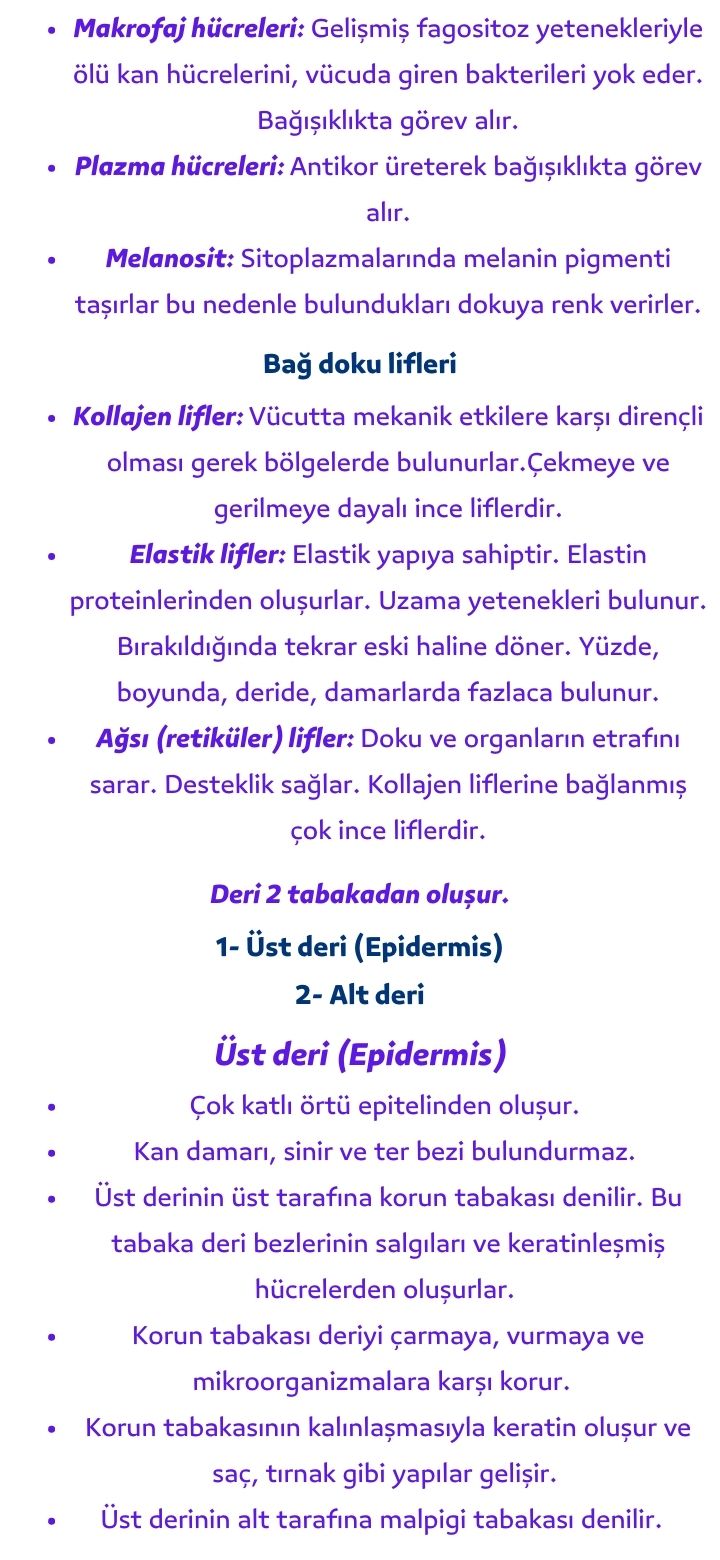 • Makrofaj hücreleri: Gelişmiş fagositoz yetenekleriyle
ölü kan hücrelerini, vücuda giren bakterileri yok eder.
Bağışıklıkta görev alır.
• Plazma hücreleri: Antikor üreterek bağışıklıkta görev
alır.
• Melanosit: Sitoplazmalarında melanin pigmenti
taşırlar bu nedenle bulundukları dokuya renk verirler.
Bağ doku lifleri
• Kollajen lifler: Vücutta mekanik etkilere karşı dirençli
olması gerek bölgelerde bulunurlar.Çekmeye ve
gerilmeye dayalı ince liflerdir.
• Elastik lifler: Elastik yapıya sahiptir. Elastin
proteinlerinden oluşurlar. Uzama yetenekleri bulunur.
Bırakıldığında tekrar eski haline döner. Yüzde,
boyunda, deride, damarlarda fazlaca bulunur.
• Ağsı (retiküler) lifler: Doku ve organların etrafını
sarar. Desteklik sağlar. Kollajen liflerine bağlanmış
çok ince liflerdir.
Deri 2 tabakadan oluşur.
1- Üst deri (Epidermis)
2- Alt deri
Üst deri (Epidermis)
• Çok katlı örtü epitelinden oluşur.
• Kan damarı, sinir ve ter bezi bulundurmaz.
• Üst derinin üst tarafına korun tabakası denilir. Bu
tabaka deri bezlerinin salgıları ve keratinleşmiş
hücrelerden oluşurlar.
• Korun tabakası deriyi çarmaya, vurmaya ve
mikroorganizmalara karşı korur.
• Korun tabakasının kalınlaşmasıyla keratin oluşur ve
saç, tırnak gibi yapılar gelişir.
• Üst derinin alt tarafına malpigi tabakası denilir.